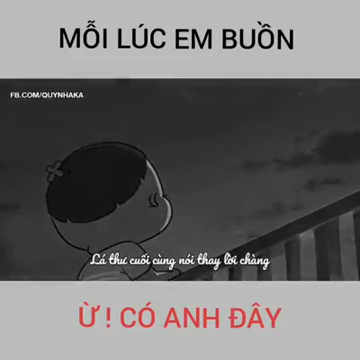 MỖI LÚC EM BUỒN
FB.COM/QUYNHAKA
Lá thư cuối cùng nói thay lời chàng
Ừ ! CÓ ANH ĐÂY